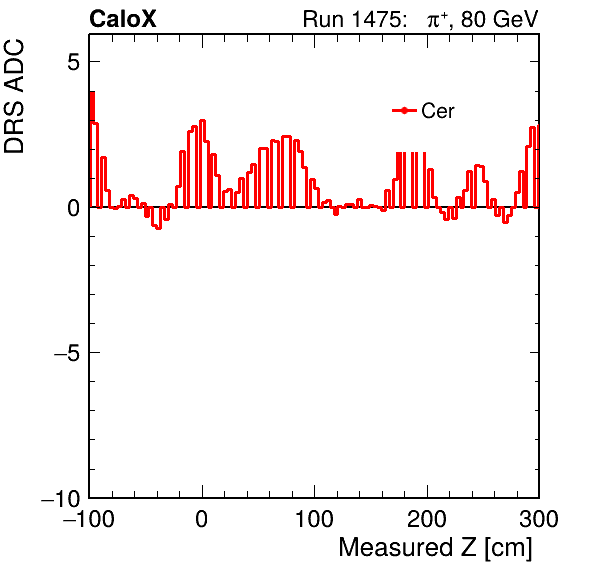 CaloX Run 1475: π⁺, 80 GeV
DRS ADC
Cer
5
0
−5
−10
−100 0 100 200 300
Measured Z [cm]